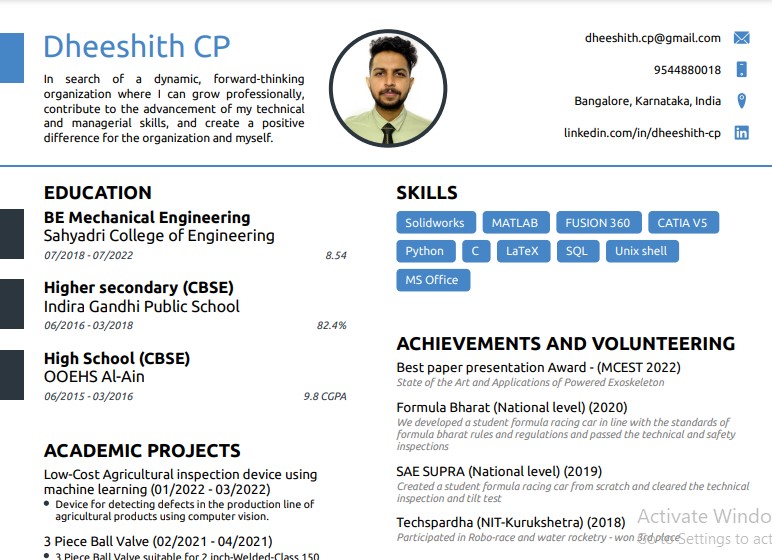 Dheeshith CP
In search of a dynamic, forward-thinking
organization where I can grow professionally,
contribute to the advancement of my technical
and managerial skills, and create a positive
difference for the organization and myself.
dheeshith.cp@gmail.com
9544880018
Bangalore, Karnataka, India
linkedin.com/in/dheeshith-cp
in
EDUCATION
BE Mechanical Engineering
Sahyadri College of Engineering
07/2018 - 07/2022 8.54
Higher secondary (CBSE)
Indira Gandhi Public School
06/2016 - 03/2018 82.4%
High School (CBSE)
OOEHS Al-Ain
06/2015 - 03/2016 9.8 CGPA
ACADEMIC PROJECTS
Low-Cost Agricultural inspection device using
machine learning (01/2022 - 03/2022)
Device for detecting defects in the production line of
agricultural products using computer vision.
3 Piece Ball Valve (02/2021 - 04/2021)
3 Piece Ball Valve suitable for 2 inch-Welded-Class 150
SKILLS
Solidworks MATLAB FUSION 360 CATIA V5
Python C LaTeX SQL Unix shell
MS Office
ACHIEVEMENTS AND VOLUNTEERING
Best paper presentation Award - (MCEST 2022)
State of the Art and Applications of Powered Exoskeleton
Formula Bharat (National level) (2020)
We developed a student formula racing car in line with the standards of
formula bharat rules and regulations and passed the technical and safety
inspections
SAE SUPRA (National level) (2019)
Created a student formula racing car from scratch and cleared the technical
inspection and tilt test
Techspardha (NIT-Kurukshetra) (2018)
Participated in Robo-race and water rocketry - won 3rd place
Activate Windo
Go to Settings to act